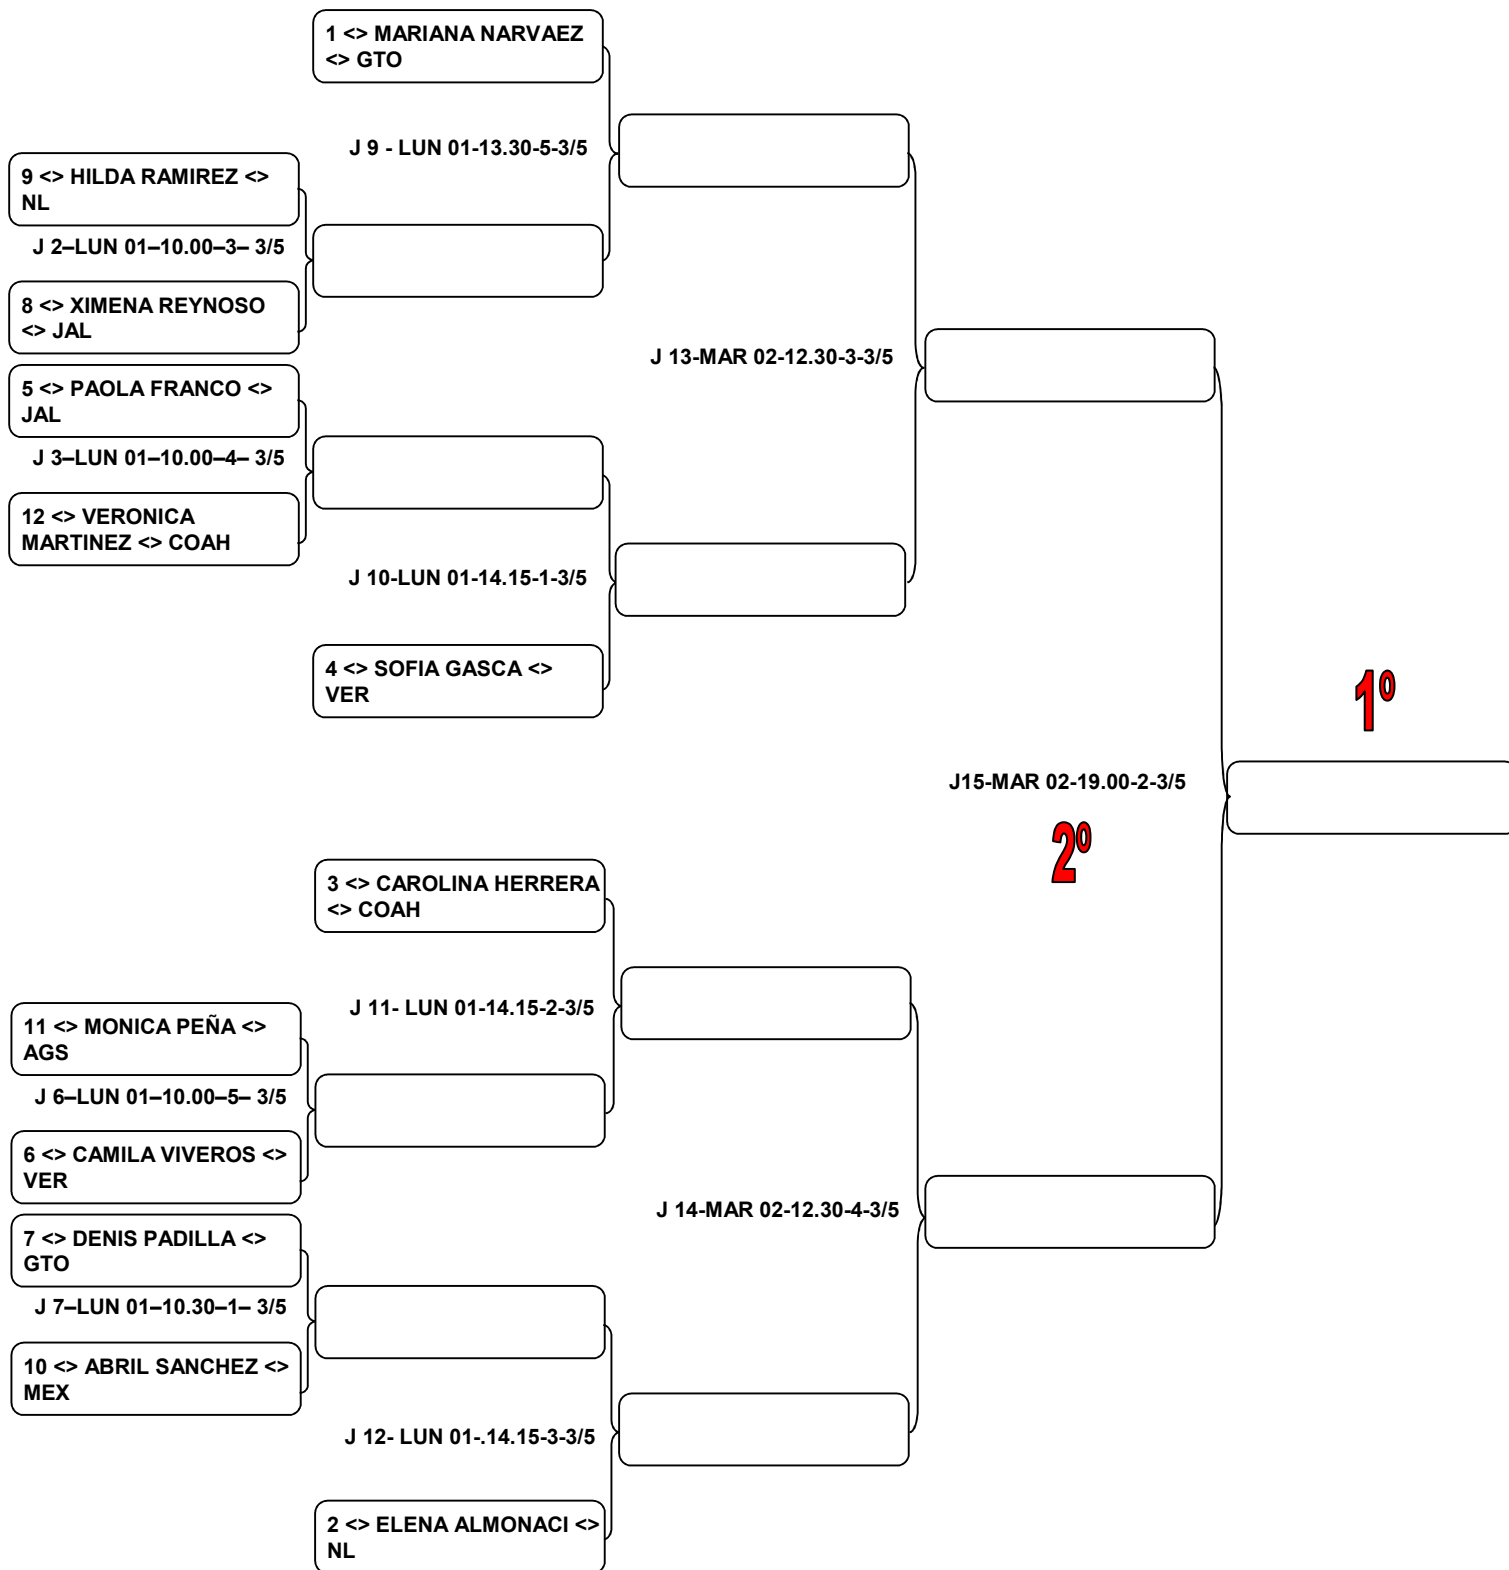 1 <> MARIANA NARVAEZ
<> GTO
J 9 - LUN 01-13.30-5-3/5
9 <> HILDA RAMIREZ <>
NL
J 2–LUN 01–10.00–3– 3/5
8 <> XIMENA REYNOSO
<> JAL
J 13-MAR 02-12.30-3-3/5
5 <> PAOLA FRANCO <>
JAL
J 3–LUN 01–10.00–4– 3/5
12 <> VERONICA
MARTINEZ <> COAH
J 10-LUN 01-14.15-1-3/5
4 <> SOFIA GASCA <>
VER
1º
J15-MAR 02-19.00-2-3/5
2º
3 <> CAROLINA HERRERA
<> COAH
J 11- LUN 01-14.15-2-3/5
11 <> MONICA PEÑA <>
AGS
J 6–LUN 01–10.00–5– 3/5
6 <> CAMILA VIVEROS <>
VER
J 14-MAR 02-12.30-4-3/5
7 <> DENIS PADILLA <>
GTO
J 7–LUN 01–10.30–1– 3/5
10 <> ABRIL SANCHEZ <>
MEX
J 12- LUN 01-.14.15-3-3/5
2 <> ELENA ALMONACI <>
NL